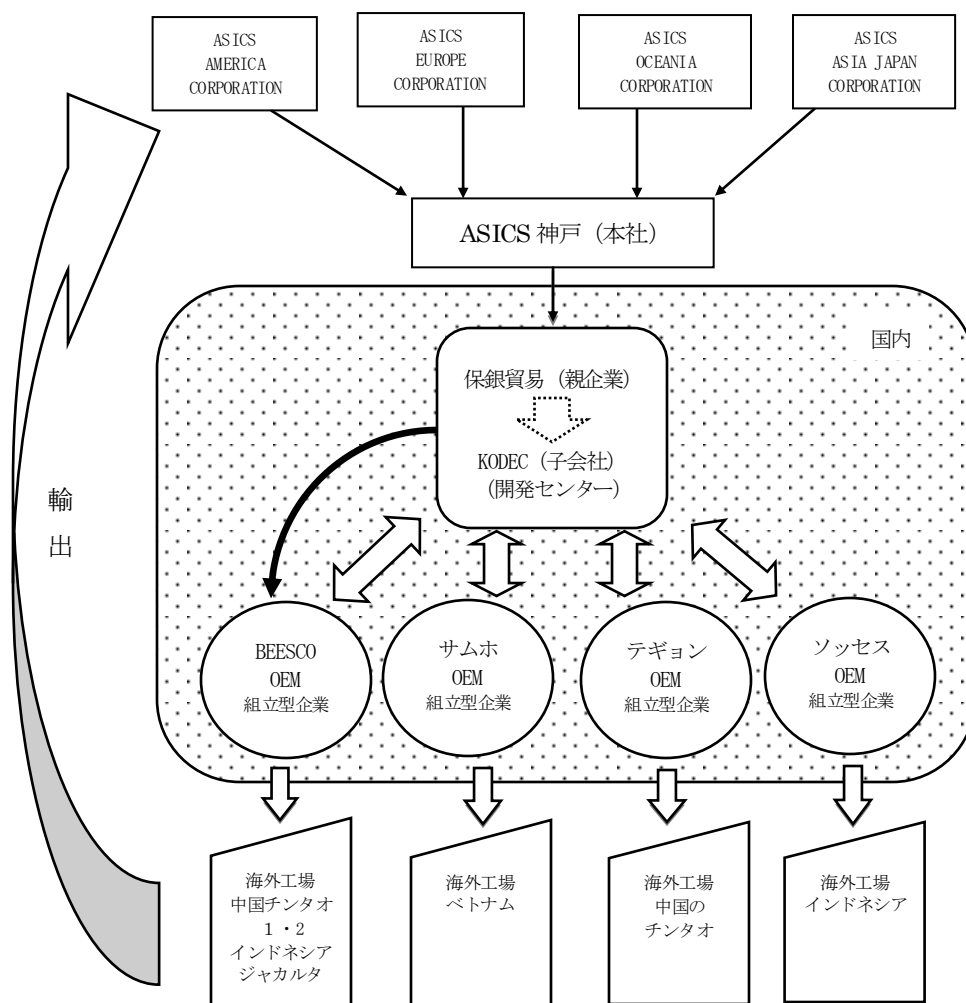 ASICS
AMERICA
CORPORATION
ASICS
EUROPE
CORPORATION
ASICS
OCEANIA
CORPORATION
ASICS
ASIA JAPAN
CORPORATION
ASICS 神戸（本社）
国内
保銀貿易（親企業）
KODEC（子会社）
（開発センター）
輸
出
BEESCO
OEM
組立型企業
サムホ
OEM
組立型企業
テギョン
OEM
組立型企業
ソッセス
OEM
組立型企業
海外工場
中国チンタオ
１・２
インドネシア
ジャカルタ
海外工場
ベトナム
海外工場
中国の
チンタオ
海外工場
インドネシア